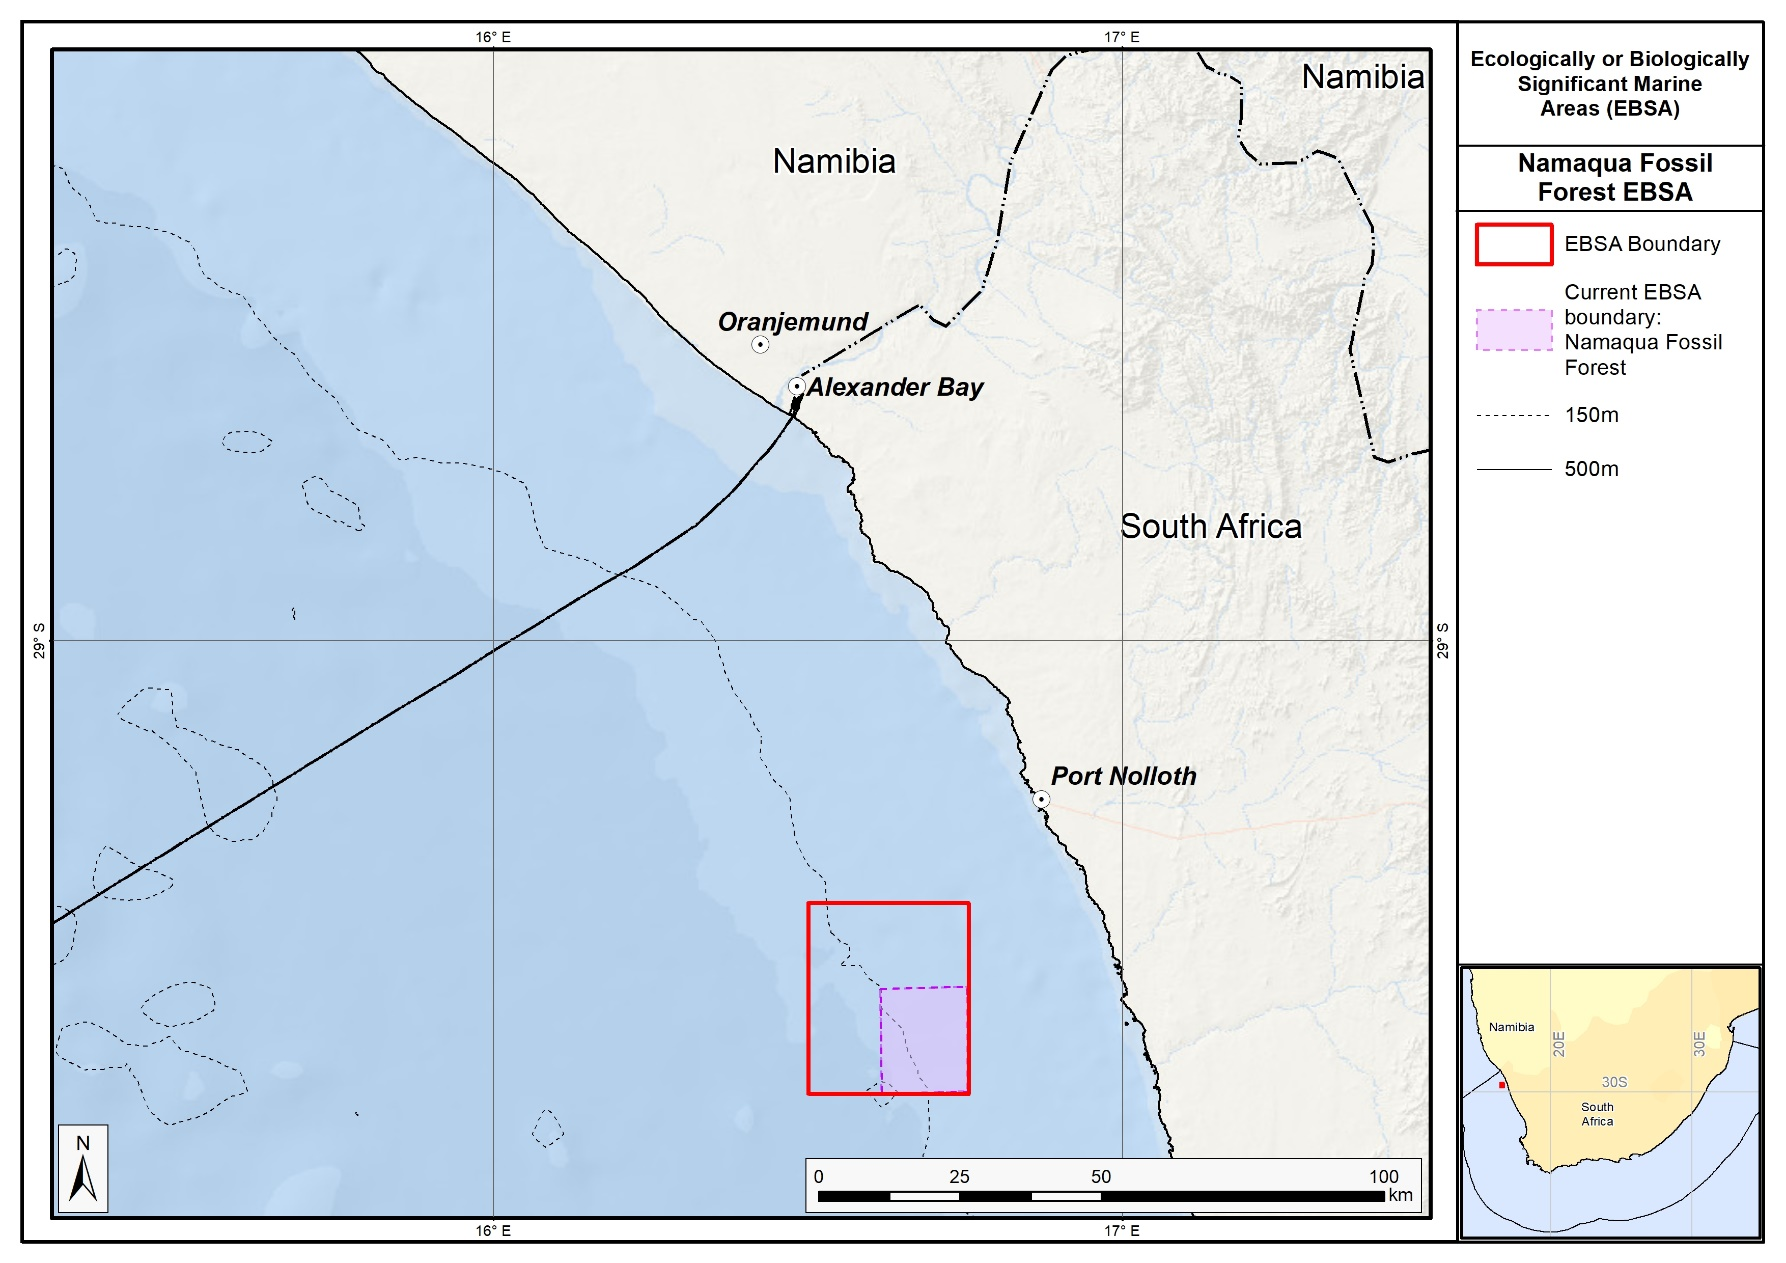 16° E
17° E
Namibia
Namibia
Oranjemund
Alexander Bay
South Africa
29° S
29° S
Port Nolloth
N
0 25 50 100
km
16° E
17° E
Ecologically or Biologically
Significant Marine
Areas (EBSA)
Namaqua Fossil
Forest EBSA
EBSA Boundary
Current EBSA
boundary:
Namaqua Fossil
Forest
150m
500m
Namibia
20E
30E
30S
South
Africa